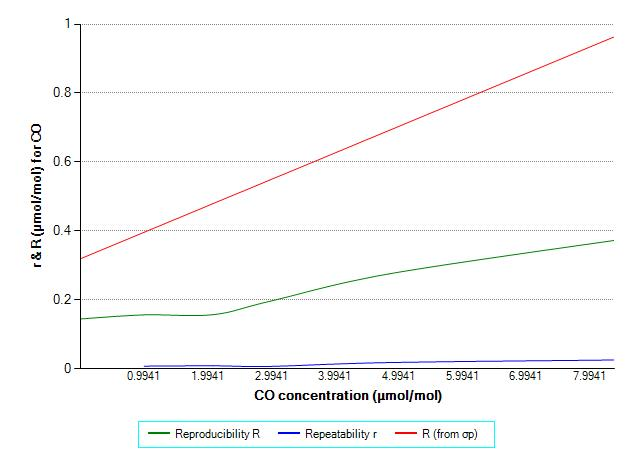 1
0.8
0.6
0.4
0.2
0
r & R (µmol/mol) for CO
0.9941 1.9941 2.9941 3.9941 4.9941 5.9941 6.9941 7.9941
CO concentration (µmol/mol)
Reproducibility R Repeatability r R (from σp)